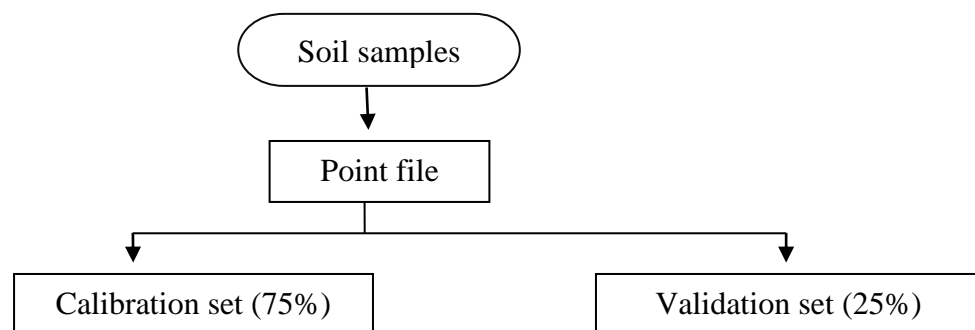 Soil samples
Point file
Calibration set (75%)
Validation set (25%)